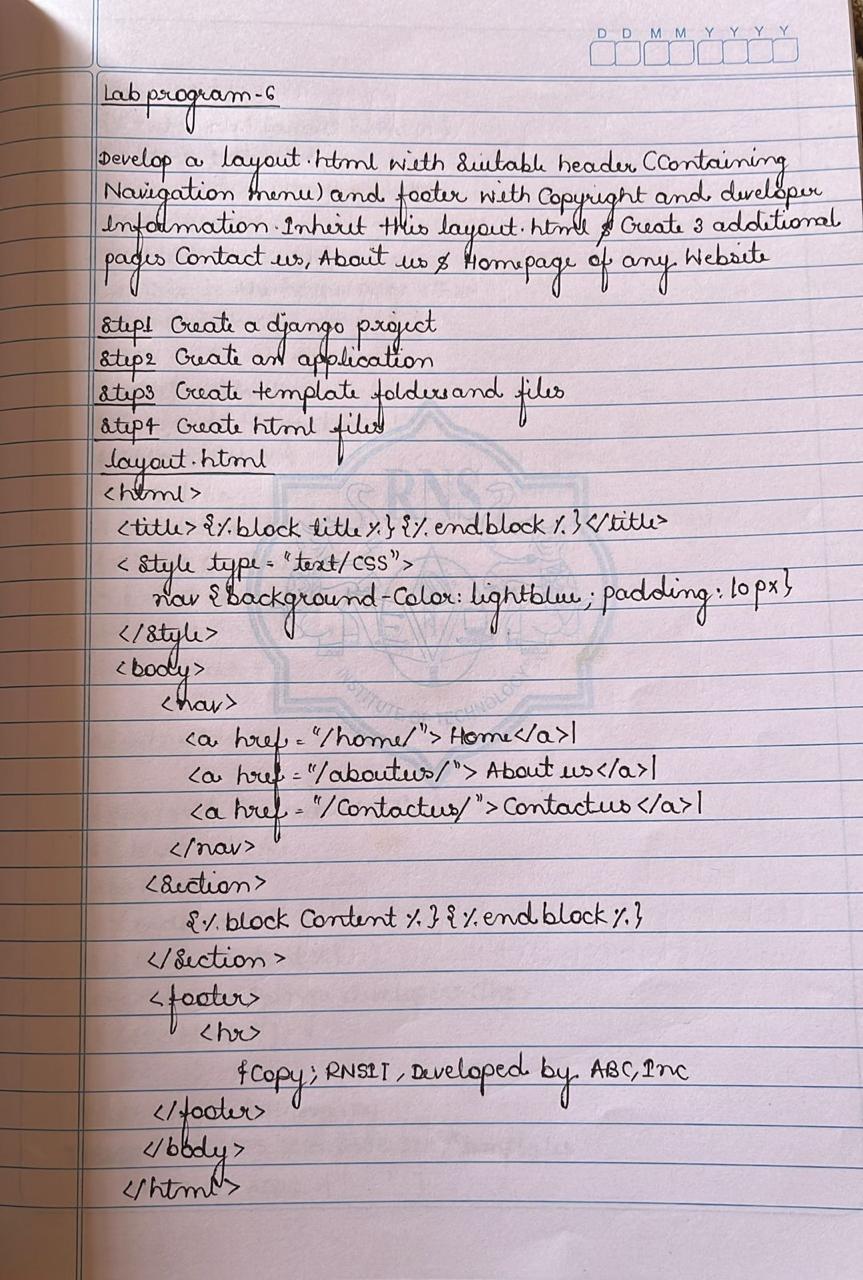 D D M M Y Y Y Y
Lab program-6
Develop a layout.html with Suitable header (Containing
Navigation menu) and footer with Copyright and developer
Information. Inherit this layout.html & Create 3 additional
pages Contact us, About us & Homepage of any Website
Step1 Create a django project
Step2 Create an application
Step3 Create template folders and files
Step4 Create html files
layout.html
<html>
<title>{% block title %}{% endblock %}</title>
<style type="text/css">
nav {background-Color: lightblue; padding: 10px}
</style>
<body>
<nav>
<a href="/home/">Home</a>|
<a href="/aboutus/">About us</a>|
<a href="/Contactus/">Contactus</a>|
</nav>
<Section>
{% block Content %}{% endblock %}
</Section>
<footer>
<hr>
&Copy; RNSIT, Developed by ABC, Inc
</footer>
</body>
</html>
RNS
INSTITUTE OF TECHNOLOGY